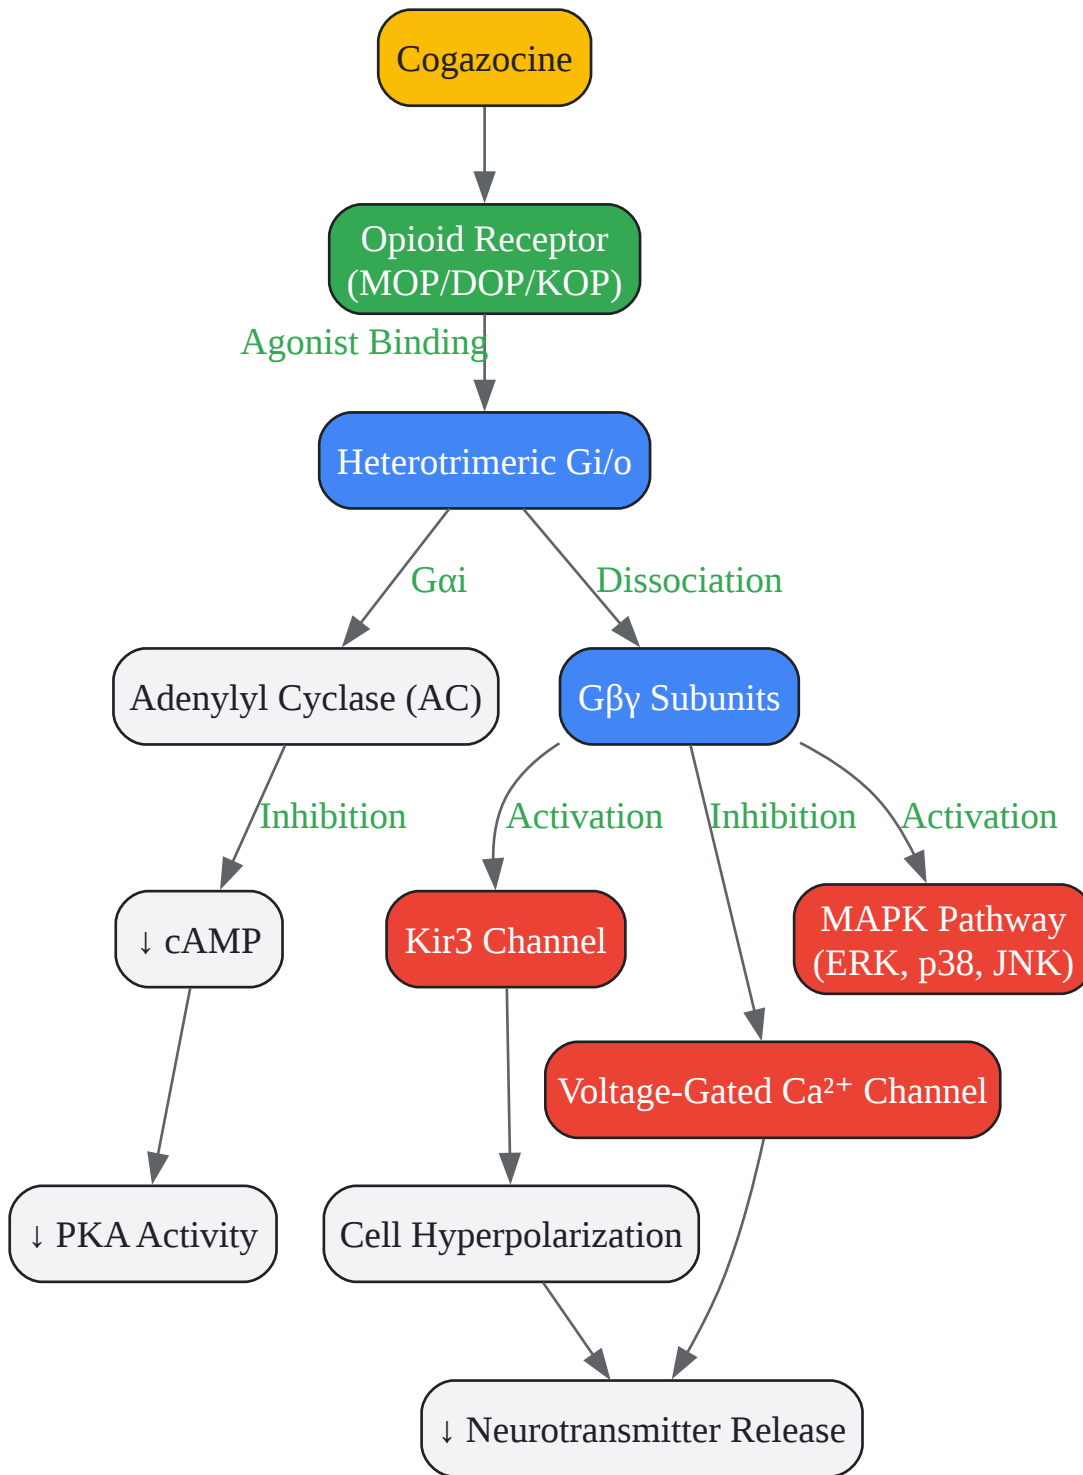 Cogazocine
Opioid Receptor
(MOP/DOP/KOP)
Agonist Binding
Heterotrimeric Gi/o
Gαi
Dissociation
Adenylyl Cyclase (AC)
Gβγ Subunits
Inhibition
Activation
Inhibition
Activation
↓ cAMP
Kir3 Channel
MAPK Pathway
(ERK, p38, JNK)
Voltage-Gated Ca²⁺ Channel
↓ PKA Activity
Cell Hyperpolarization
↓ Neurotransmitter Release